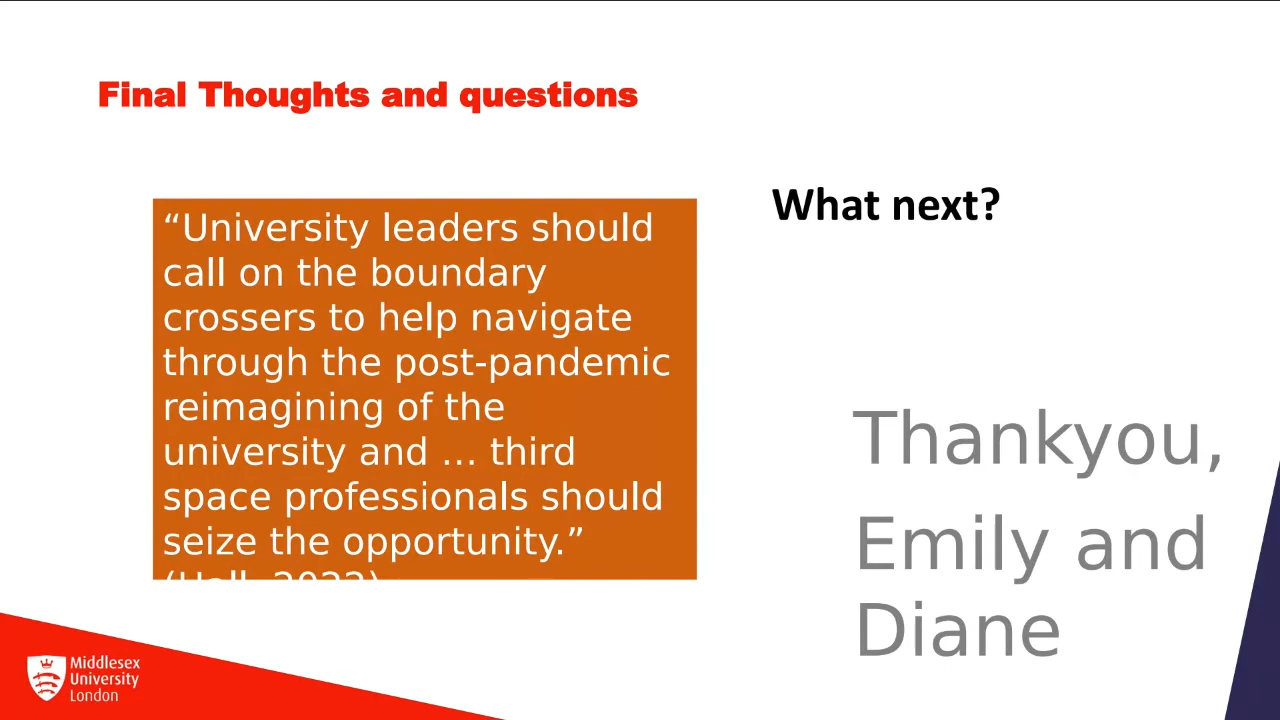 Final Thoughts and questions
“University leaders should
call on the boundary
crossers to help navigate
through the post-pandemic
reimagining of the
university and ... third
space professionals should
seize the opportunity.”
What next?
Thankyou,
Emily and
Diane
Middlesex
University
London